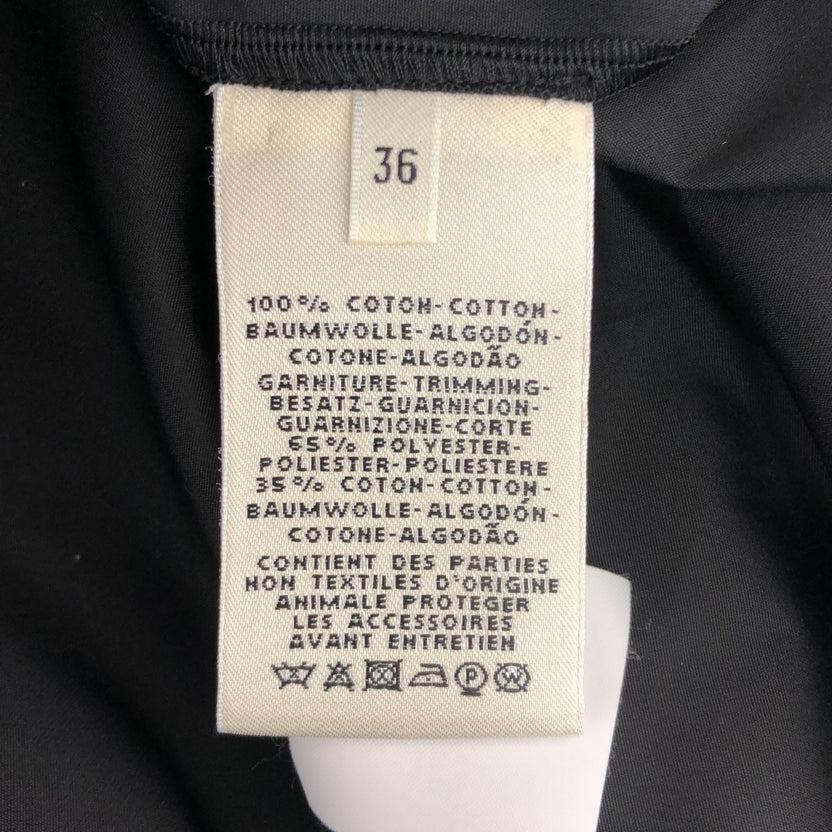 36
100% COTON-COTTON-
BAUMWOLLE-ALGODÓN-
COTONE-ALGODÃO
GARNITURE-TRIMMING-
BESATZ-GUARNICION-
GUARNIZIONE-CORTE
65% POLYESTER-
POLIESTER-POLIESTERE
35% COTON-COTTON-
BAUMWOLLE-ALGODÓN-
COTONE-ALGODÃO
CONTIENT DES PARTIES
NON TEXTILES D'ORIGINE
ANIMALE PROTEGER
LES ACCESSOIRES
AVANT ENTRETIEN
P W